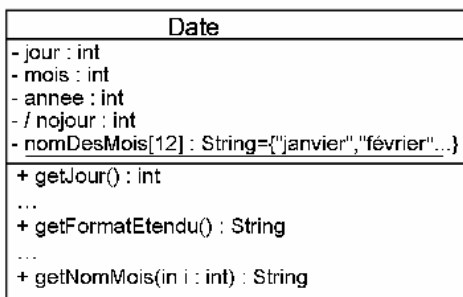 Date
- jour : int
- mois : int
- annee : int
- / nojour : int
- nomDesMois[12] : String={"janvier","février"...}
+ getJour() : int
...
+ getFormatEtendu() : String
...
+ getNomMois(in i : int) : String